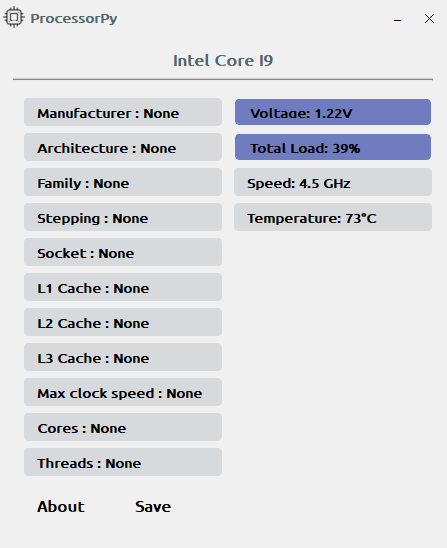 ProcessorPy
Intel Core I9
Manufacturer : None
Architecture : None
Family : None
Stepping : None
Socket : None
L1 Cache : None
L2 Cache : None
L3 Cache : None
Max clock speed : None
Cores : None
Threads : None
Voltage: 1.22V
Total Load: 39%
Speed: 4.5 GHz
Temperature: 73°C
About
Save